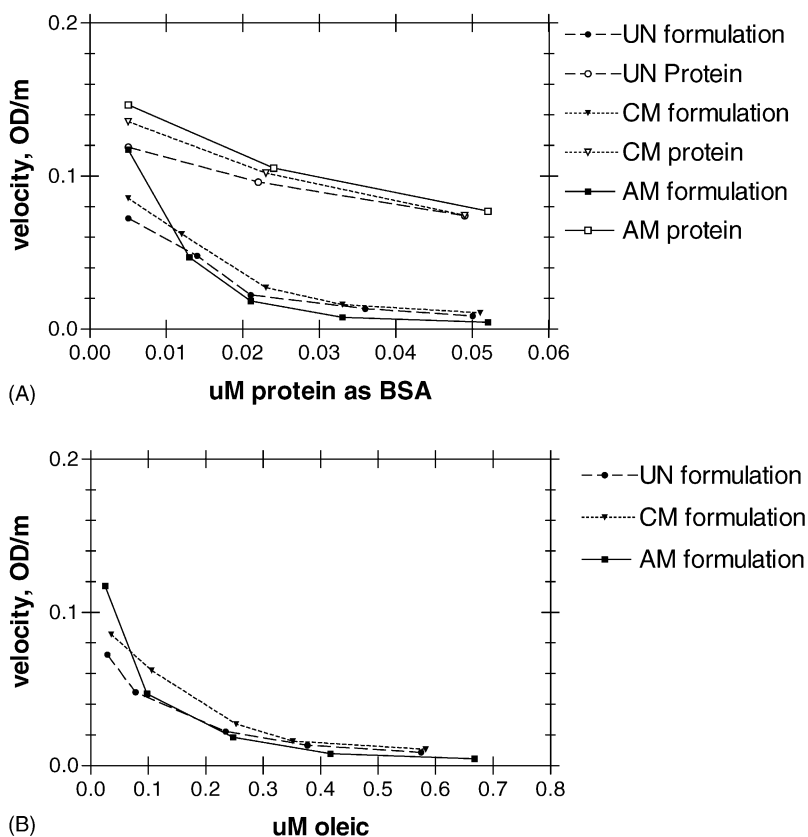 0.2
UN formulation
UN Protein
CM formulation
CM protein
AM formulation
AM protein
velocity, OD/m
0.1
0.0
0.00 0.01 0.02 0.03 0.04 0.05 0.06
(A)
uM protein as BSA
0.2
UN formulation
CM formulation
AM formulation
velocity, OD/m
0.1
0.0
0.0 0.1 0.2 0.3 0.4 0.5 0.6 0.7 0.8
(B)
uM oleic